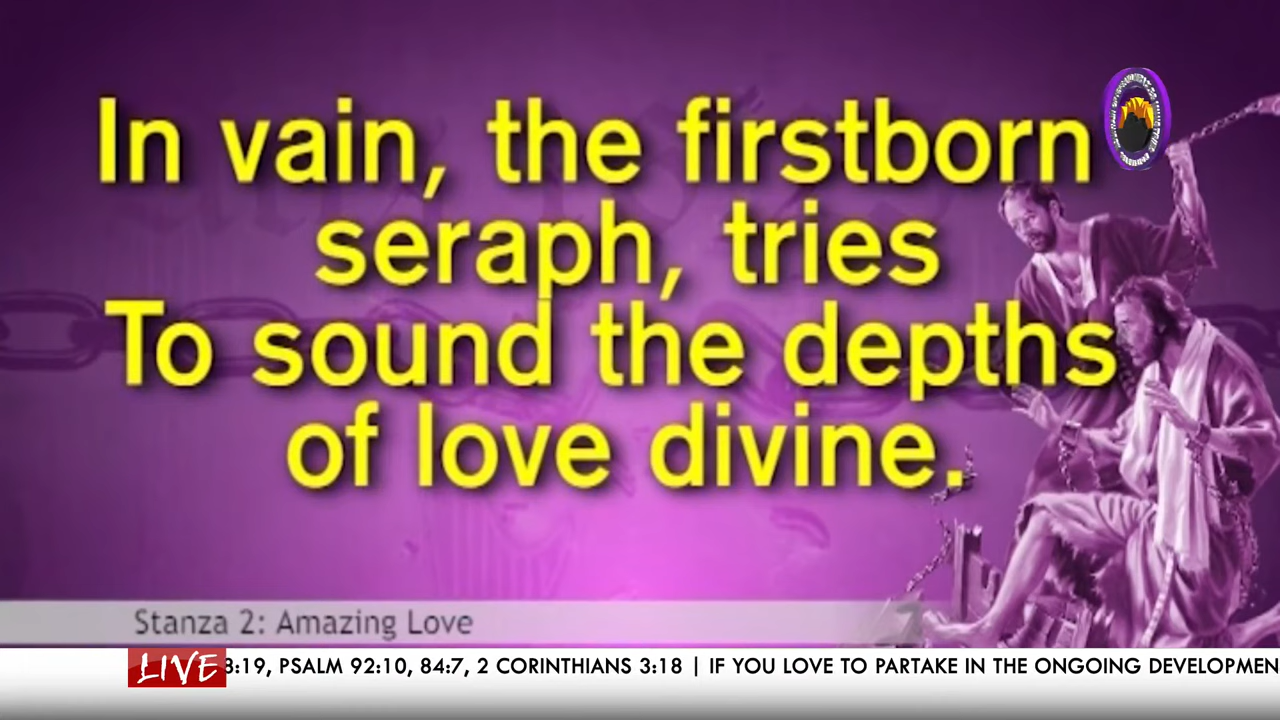 In vain, the firstborn
seraph, tries
To sound the depths
of love divine.
Stanza 2: Amazing Love
LIVE
8:19, PSALM 92:10, 84:7, 2 CORINTHIANS 3:18 | IF YOU LOVE TO PARTAKE IN THE ONGOING DEVELOPMEN